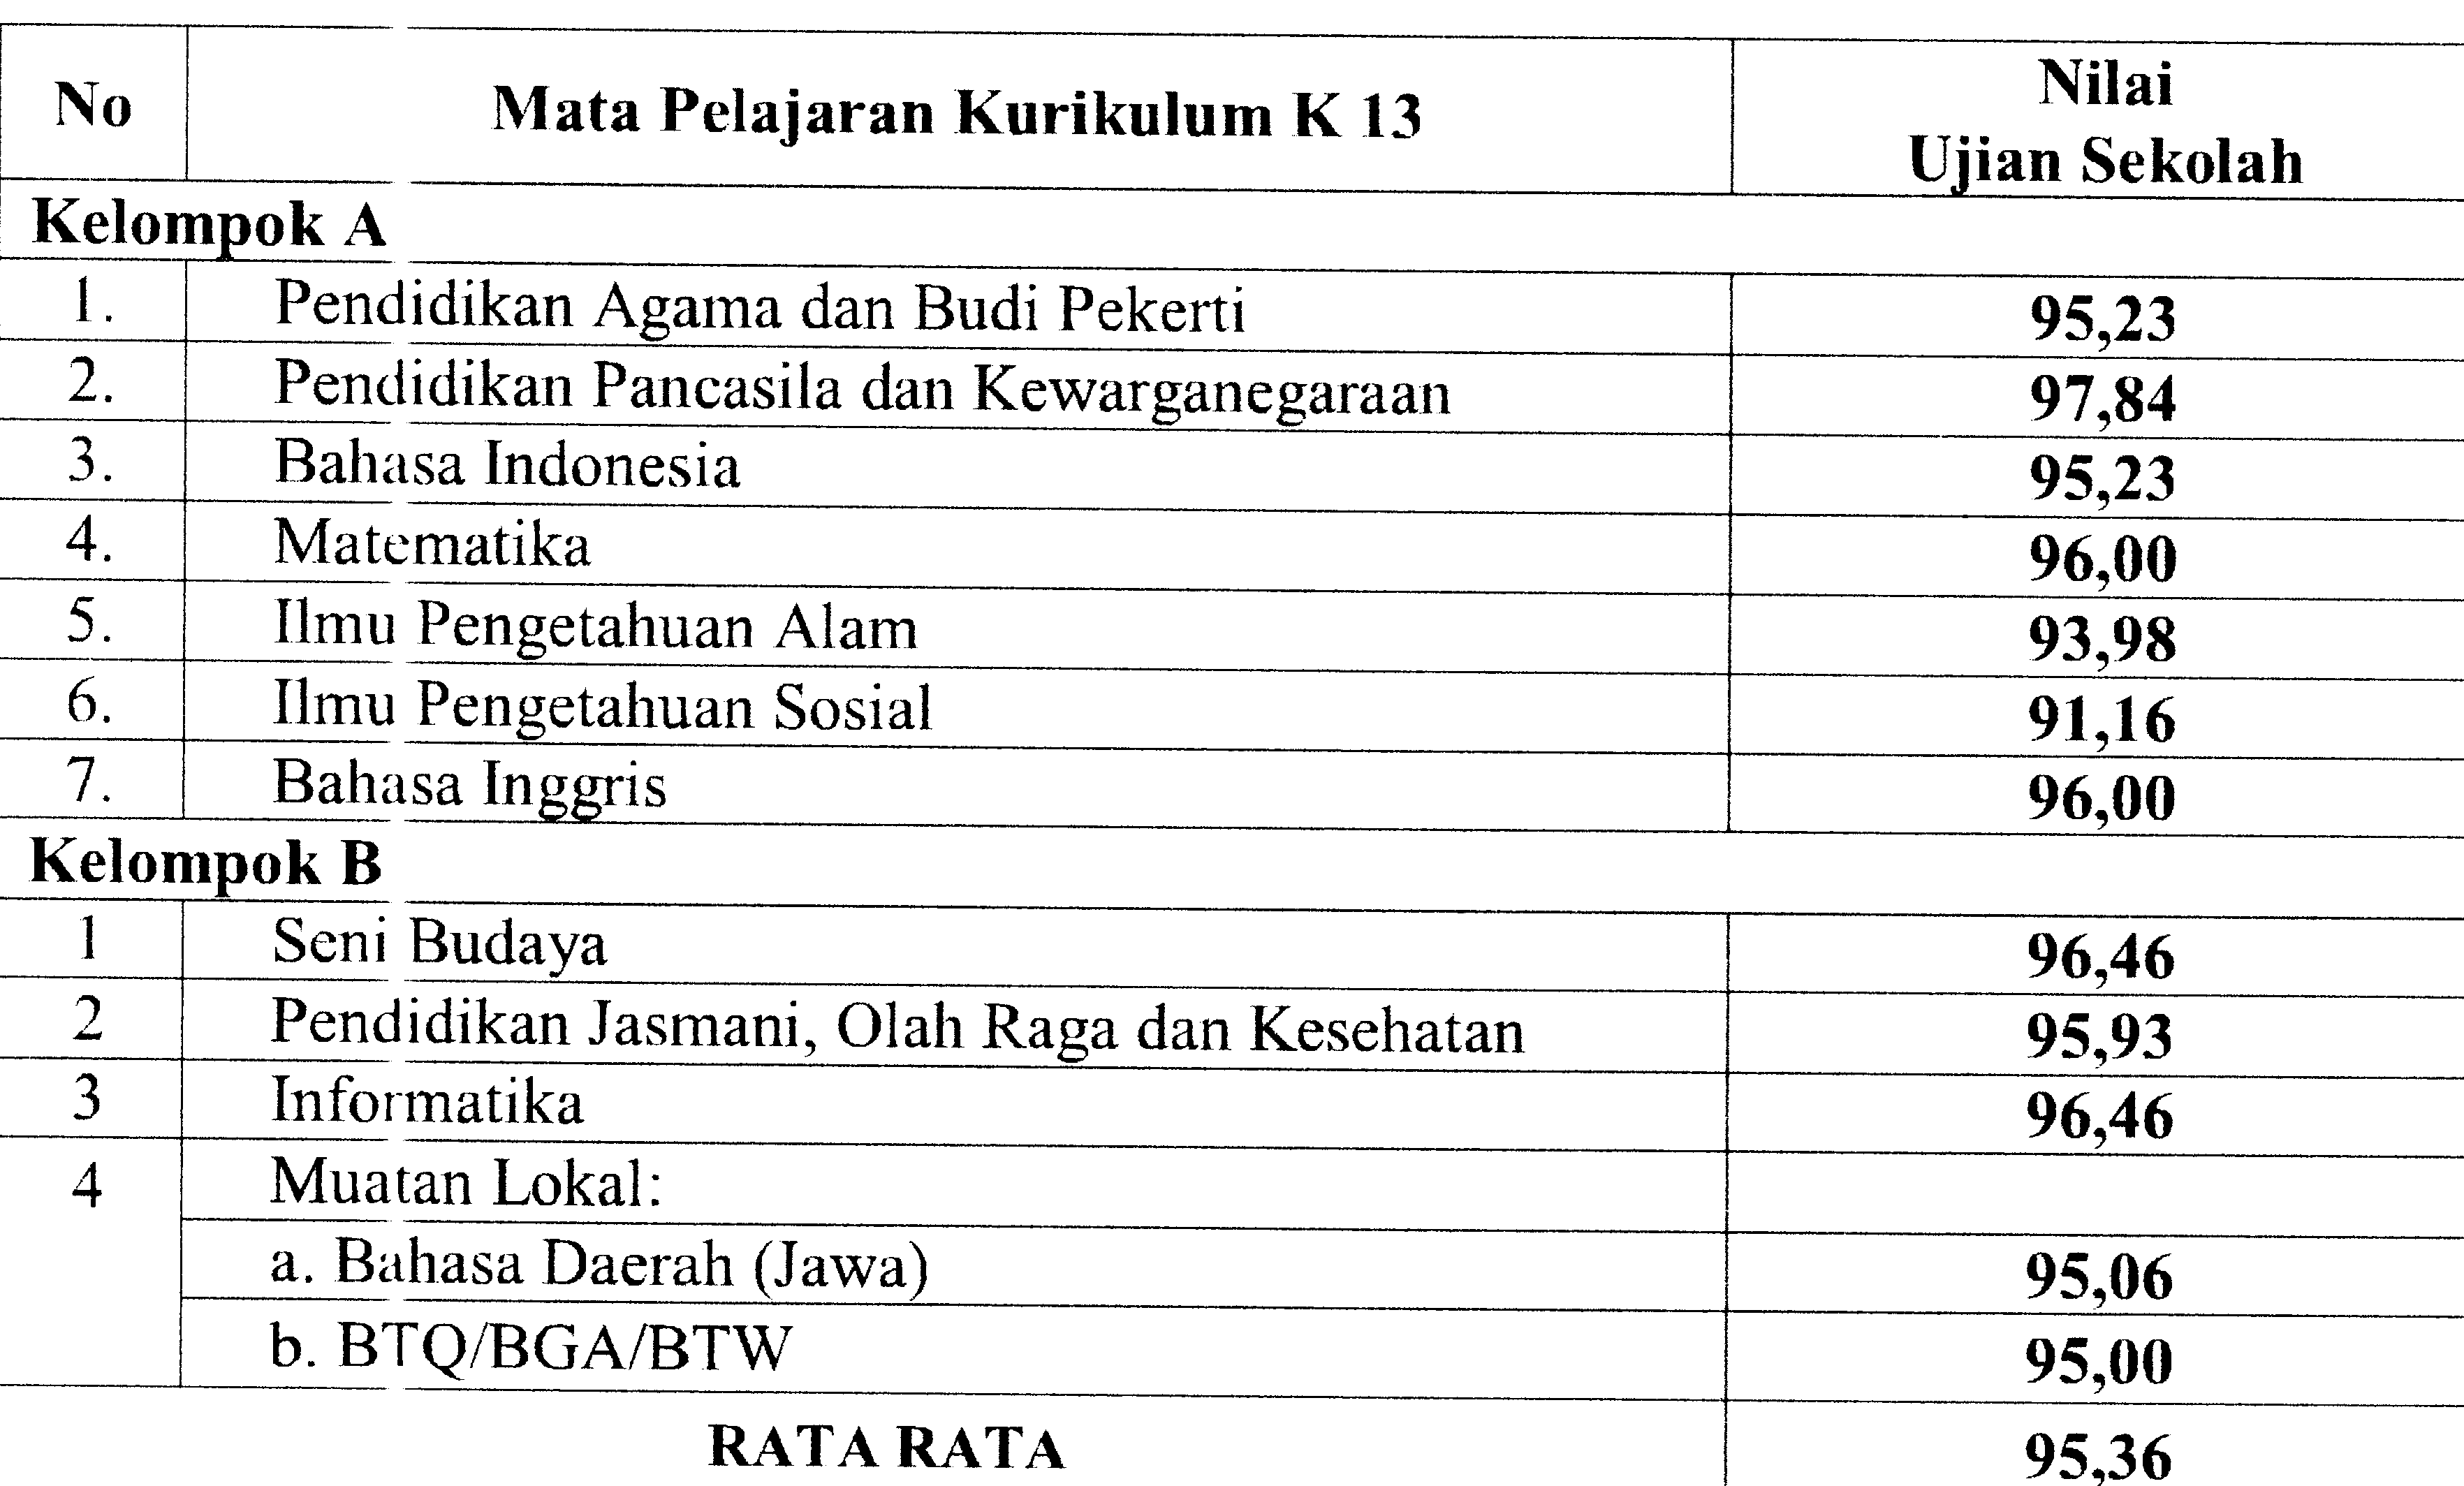 No Mata Pelajaran Kurikulum K 13 Nilai Ujian Sekolah
Kelompok A
1. Pendidikan Agama dan Budi Pekerti 95,23
2. Pendidikan Pancasila dan Kewarganegaraan 97,84
3. Bahasa Indonesia 95,23
4. Matematika 96,00
5. Ilmu Pengetahuan Alam 93,98
6. Ilmu Pengetahuan Sosial 91,16
7. Bahasa Inggris 96,00
Kelompok B
1 Seni Budaya 96,46
2 Pendidikan Jasmani, Olah Raga dan Kesehatan 95,93
3 Informatika 96,46
4 Muatan Lokal:
a. Bahasa Daerah (Jawa) 95,06
b. BTQ/BGA/BTW 95,00
RATA RATA 95,36